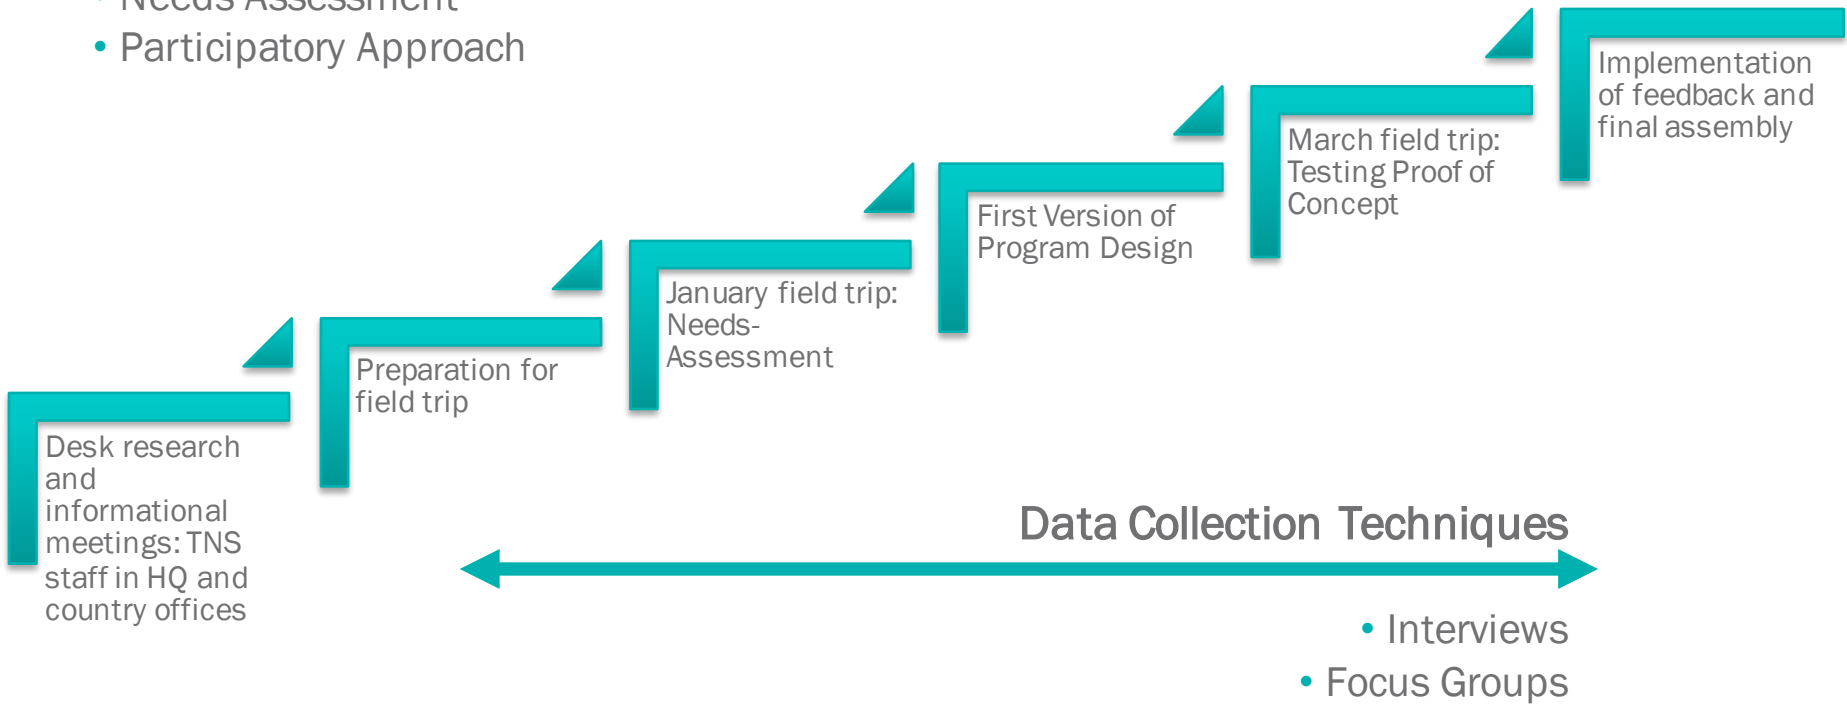 • Needs Assessment
• Participatory Approach
Implementation
of feedback and
final assembly
March field trip:
Testing Proof of
Concept
First Version of
Program Design
January field trip:
Needs-
Assessment
Preparation for
field trip
Desk research
and
informational
meetings: TNS
staff in HQ and
country offices
Data Collection Techniques
• Interviews
• Focus Groups